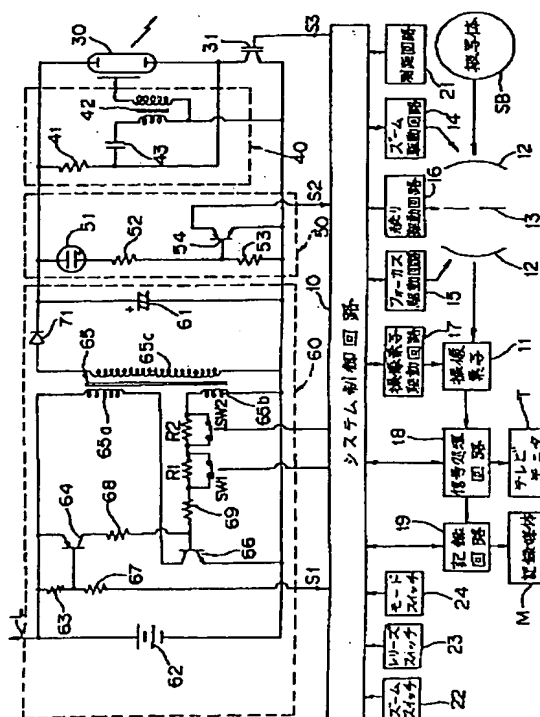 L
63
64
68
67
S1
62
66
69
R1
R2
SW1
SW2
65
65a
65b
65c
71
61
60
51
52
53
54
50
S2
41
42
43
40
30
31
S3
10
システム制御回路
測距回路
21
ズーム駆動回路
14
絞り駆動回路
16
フォーカス駆動回路
15
撮像素子駆動回路
17
被写体
SB
12
13
12
撮像素子
11
信号処理回路
18
記録回路
19
モードスイッチ
24
レリーズスイッチ
23
ズームスイッチ
22
テレビモニタ
T
記録媒体
M